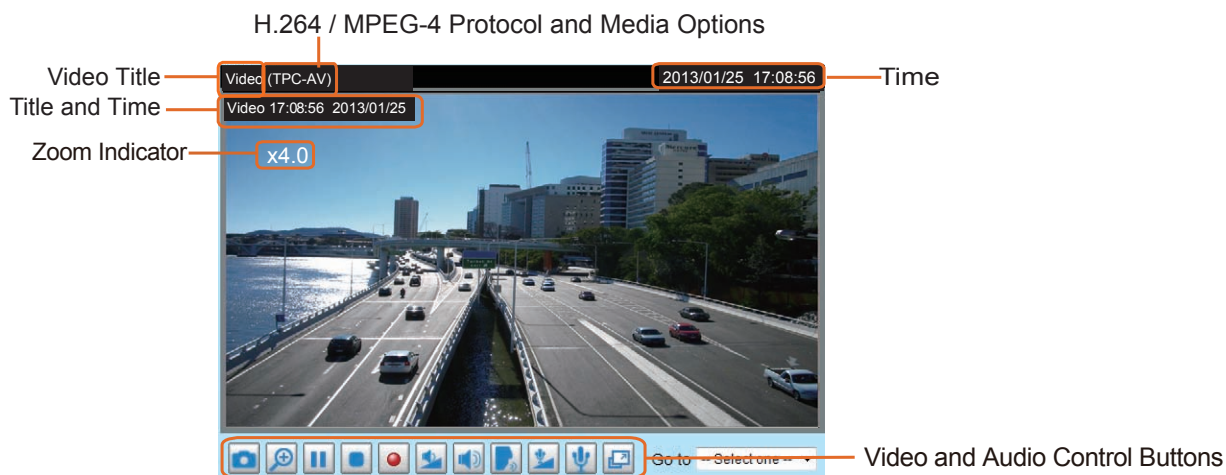 H.264 / MPEG-4 Protocol and Media Options
Video Title
Video (TPC-AV)
2013/01/25 17:08:56
Time
Title and Time
Video 17:08:56 2013/01/25
Zoom Indicator
x4.0
Go to
-- Select one --
Video and Audio Control Buttons